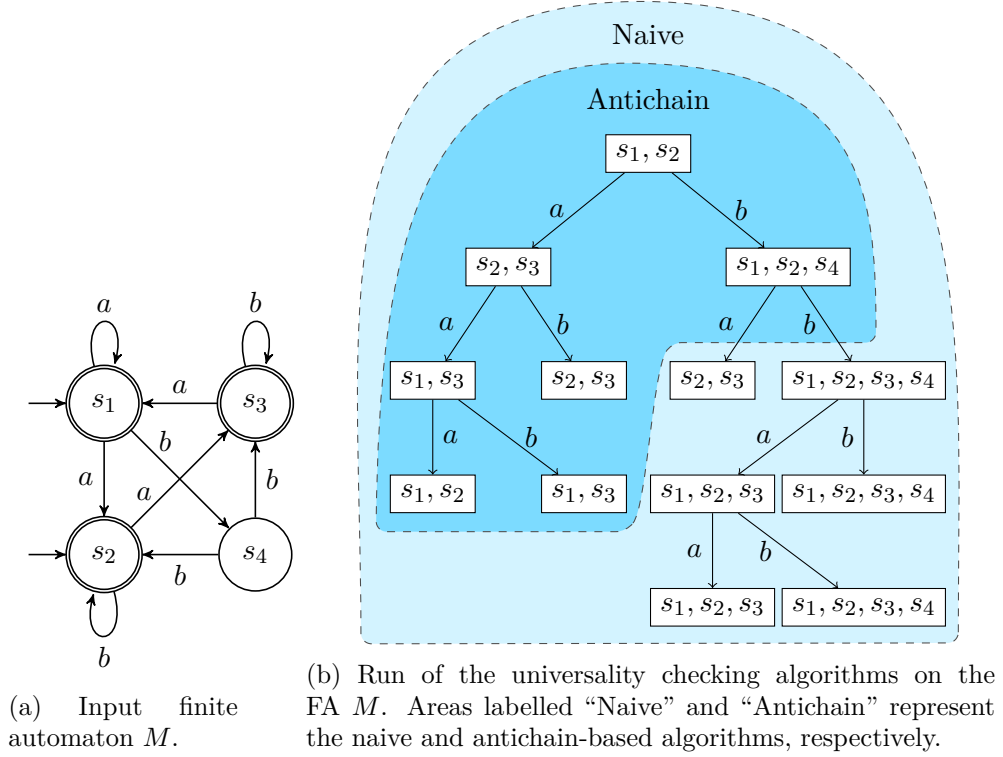 Naive
Antichain
s₁, s₂
a
b
s₂, s₃
s₁, s₂, s₄
a
b
a
b
s₁, s₃
s₂, s₃
s₂, s₃
s₁, s₂, s₃, s₄
a
b
a
b
s₁, s₂
s₁, s₃
s₁, s₂, s₃
s₁, s₂, s₃, s₄
a
b
s₁, s₂, s₃
s₁, s₂, s₃, s₄
a
b
s₁
a
s₃
a
b
a
b
s₂
b
s₄
b
(a) Input finite
automaton M.
(b) Run of the universality checking algorithms on the
FA M. Areas labelled “Naive” and “Antichain” represent
the naive and antichain-based algorithms, respectively.